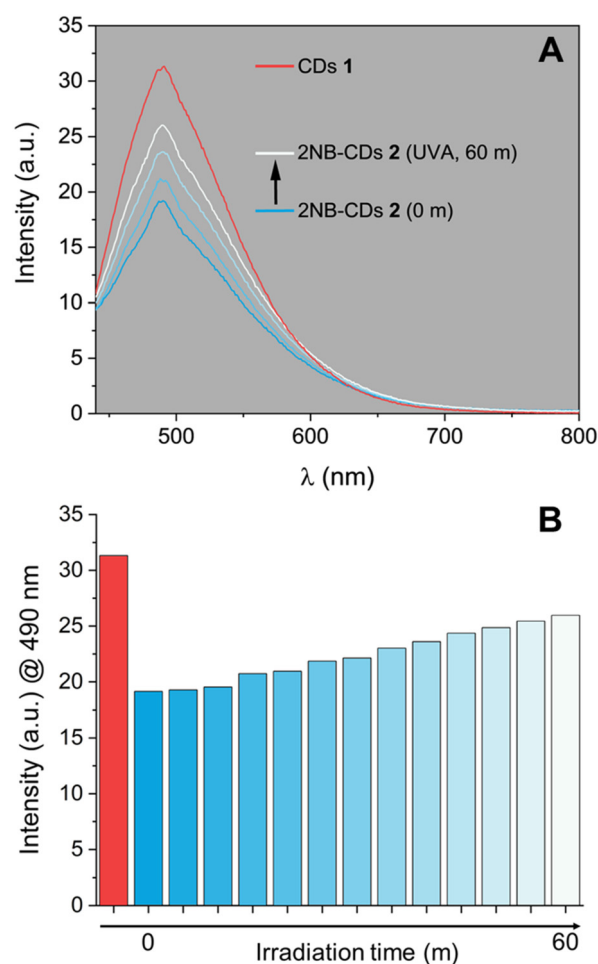 A
35
30
25
20
15
10
5
0
Intensity (a.u.)
CDs 1
2NB-CDs 2 (UVA, 60 m)
2NB-CDs 2 (0 m)
500
600
700
800
λ (nm)
B
35
30
25
20
15
10
5
0
Intensity (a.u.) @ 490 nm
0
60
Irradiation time (m)